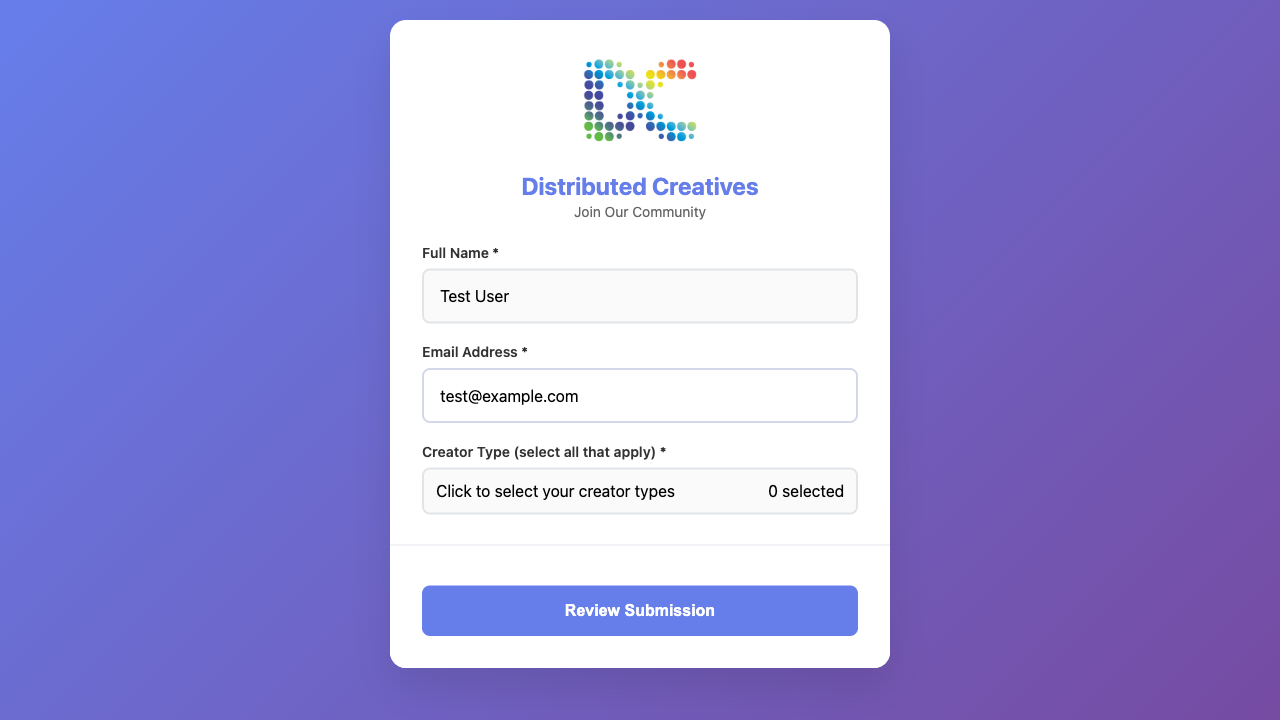 DC
Distributed Creatives
Join Our Community
Full Name *
Test User
Email Address *
test@example.com
Creator Type (select all that apply) *
Click to select your creator types 0 selected
Review Submission